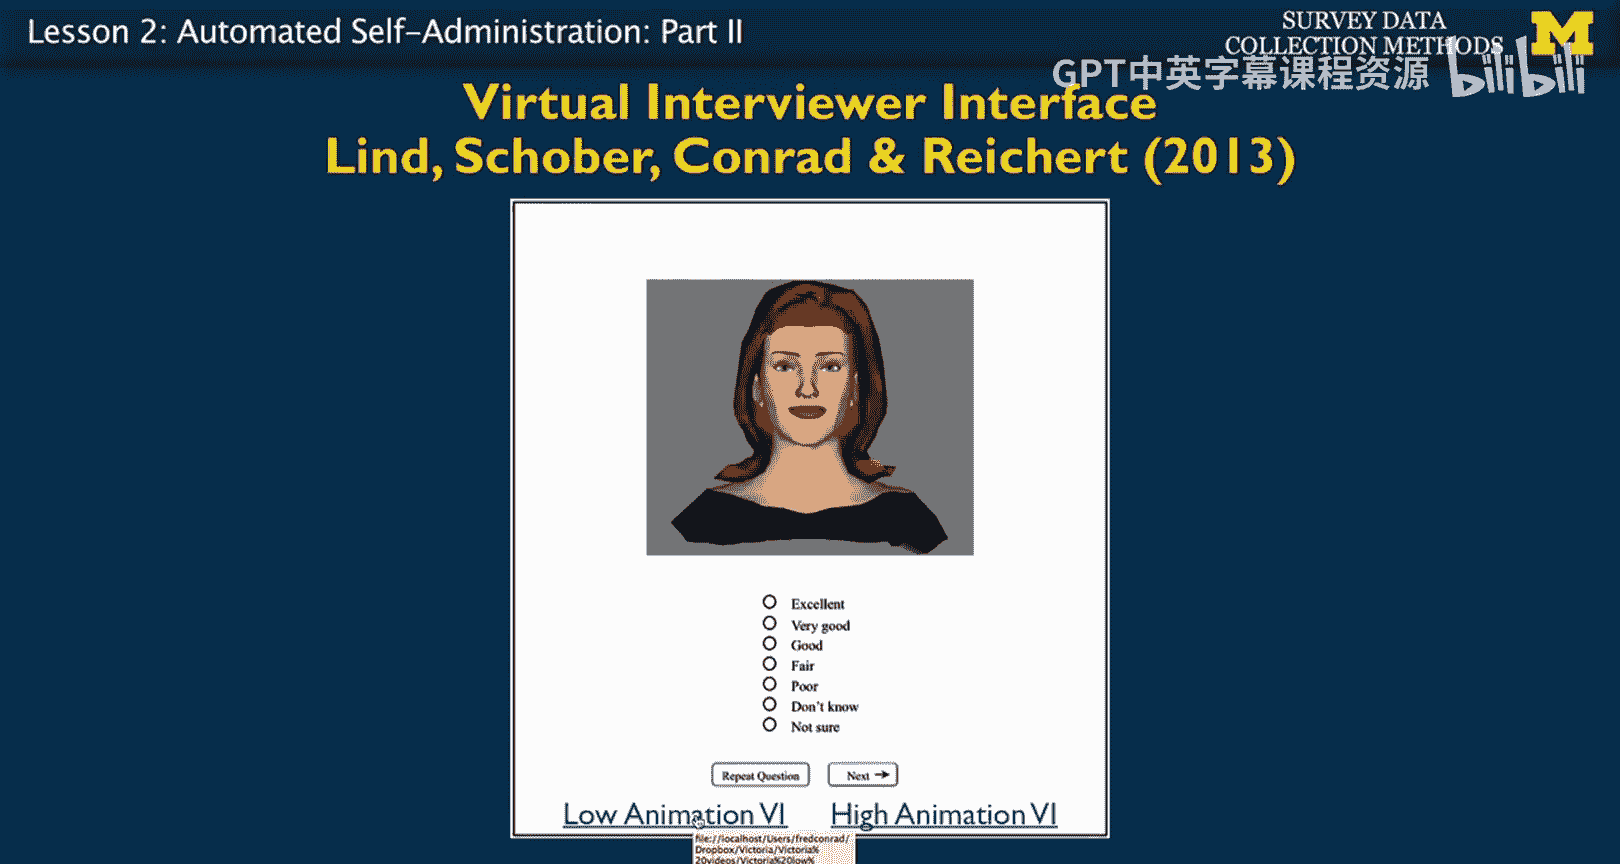 Lesson 2: Automated Self-Administration: Part II
SURVEY DATA
COLLECTION METHODS
M
GPT中英字幕课程资源 bilibili
Virtual Interviewer Interface
Lind, Schober, Conrad & Reichert (2013)
Excellent
Very good
Good
Fair
Poor
Don't know
Not sure
Repeat Question
Next →
Low Animation VI
High Animation VI
file://localhost/Users/fredconrad/
Dropbox/Victoria/Victoria%
20videos/Victoria%20low%